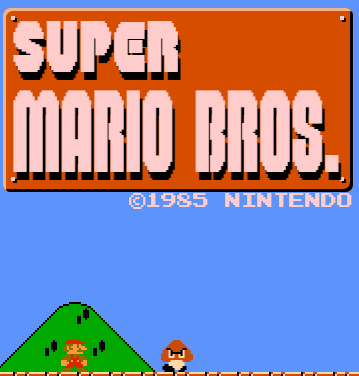 SUPER
MARIO BROS.
©1985 NINTENDO